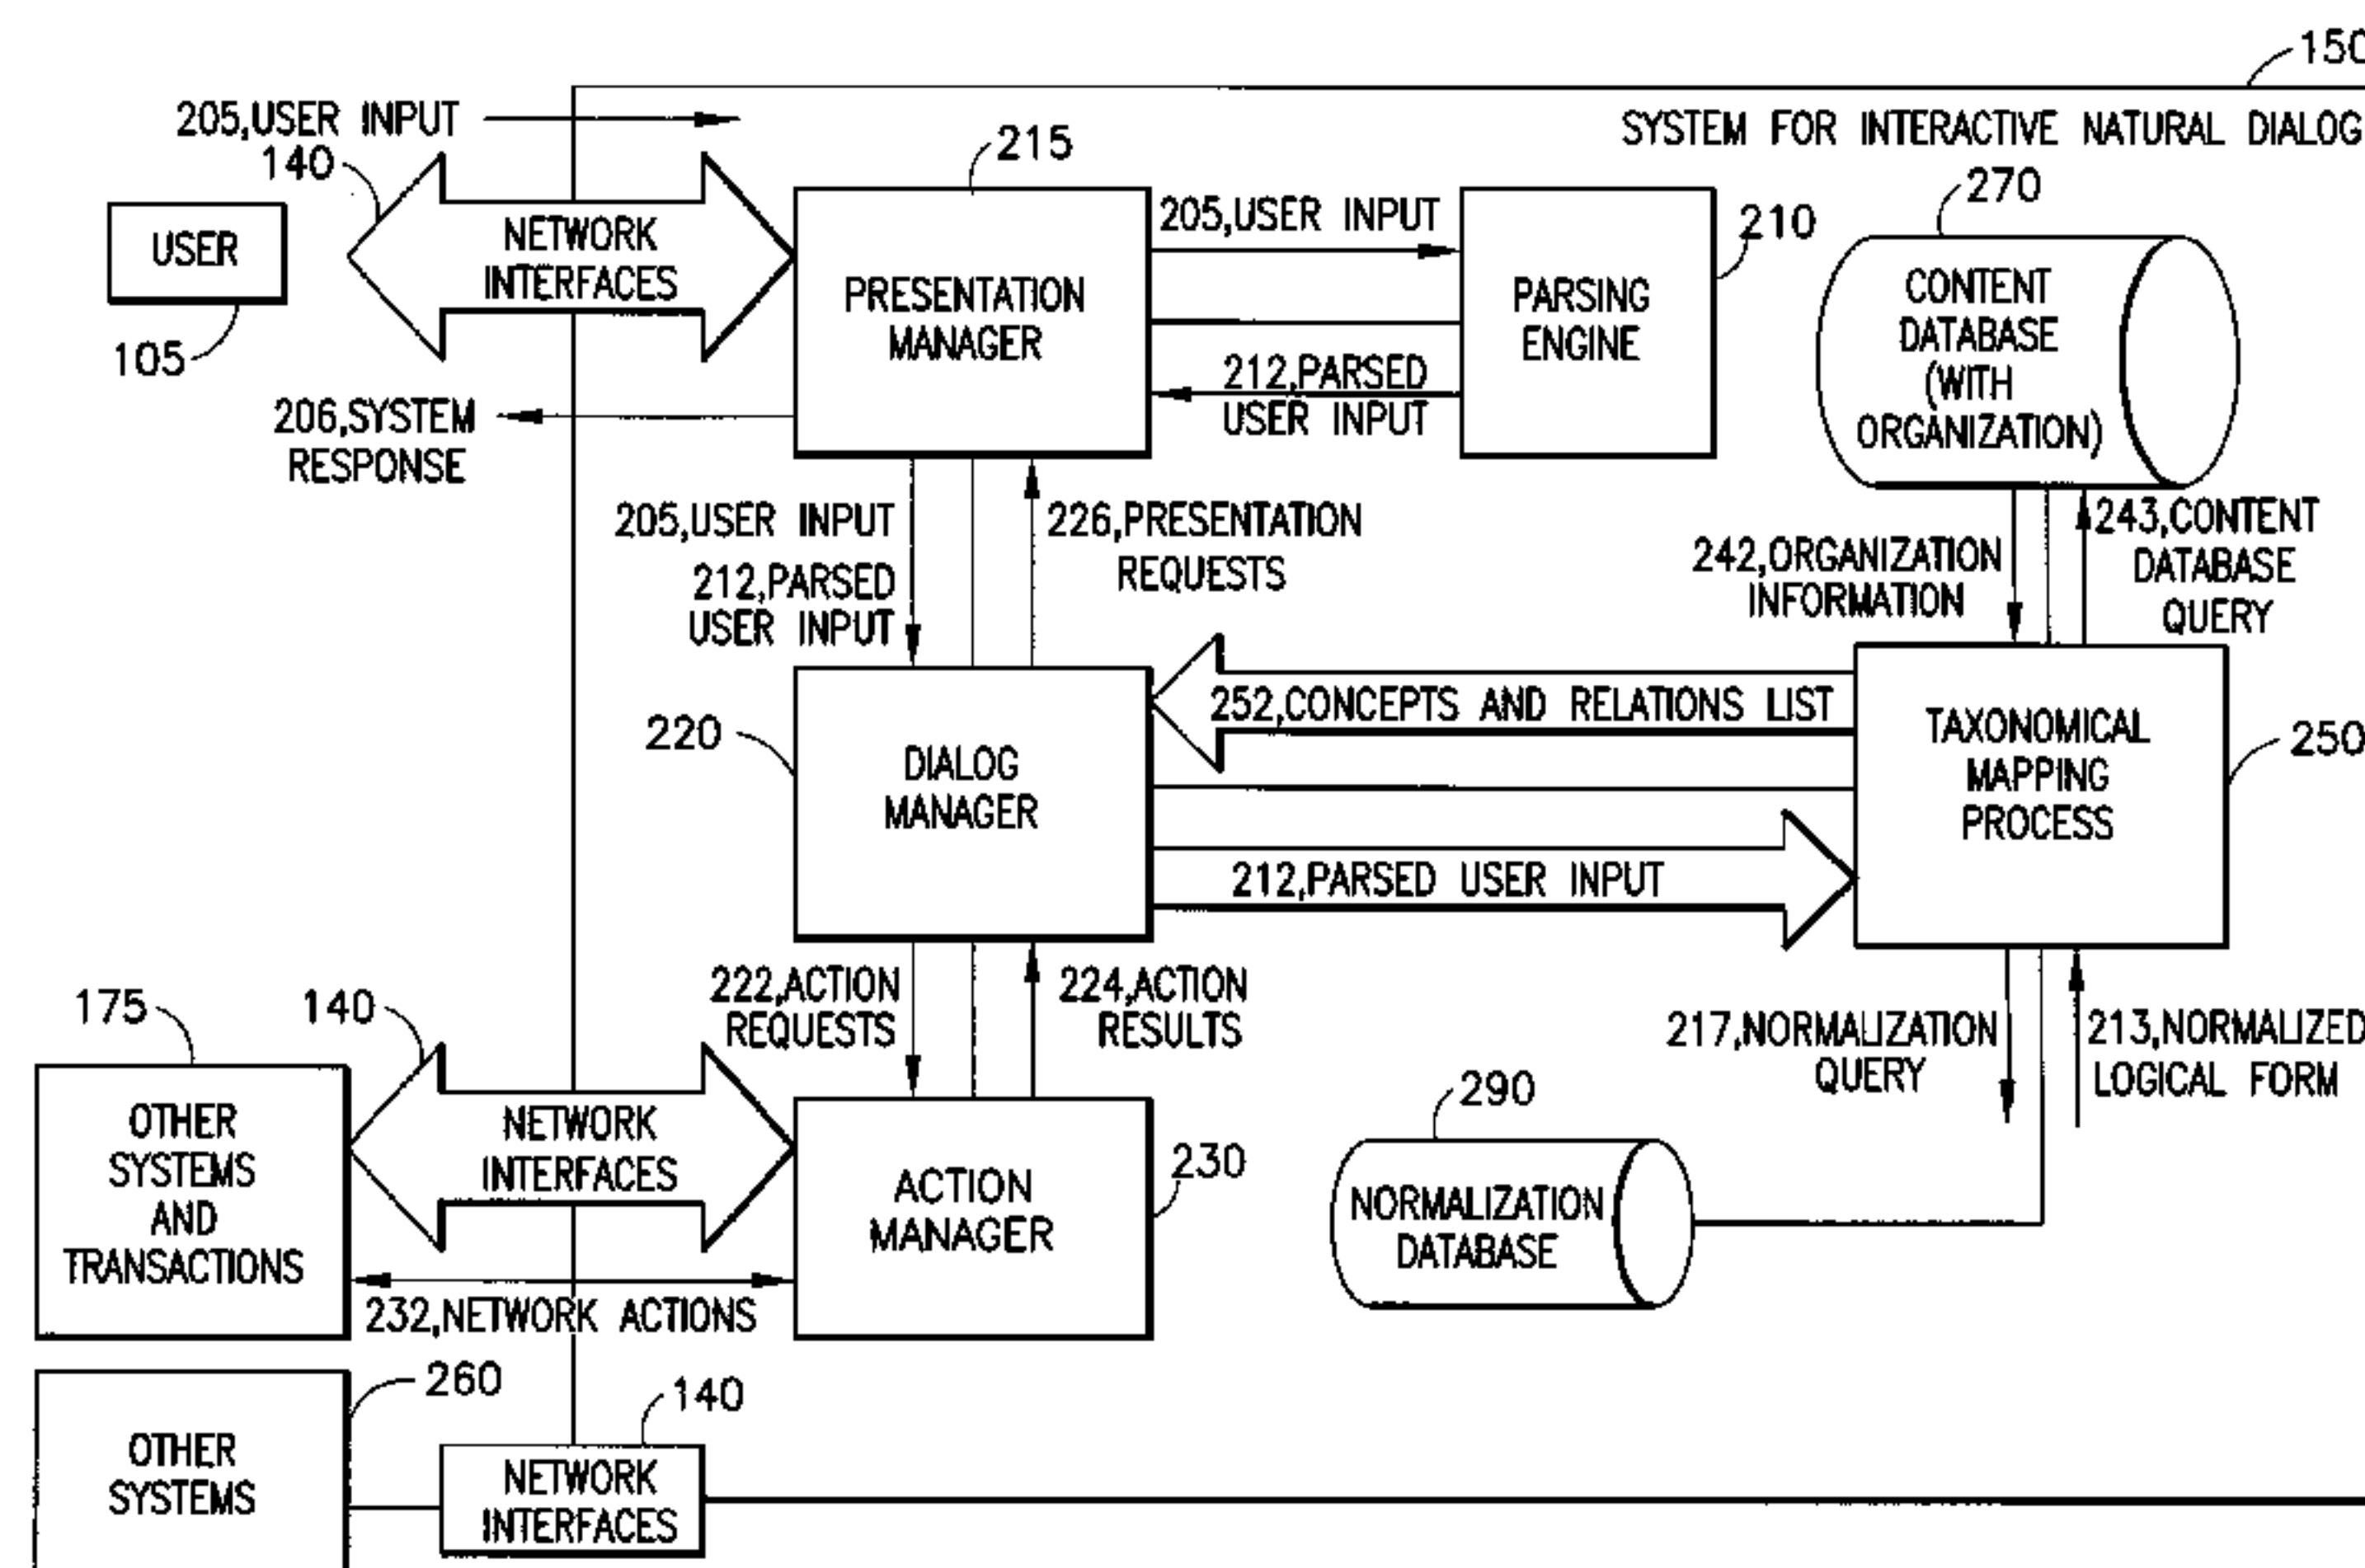 150
SYSTEM FOR INTERACTIVE NATURAL DIALOG
205,USER INPUT
140
USER
105
NETWORK
INTERFACES
206,SYSTEM
RESPONSE
215
PRESENTATION
MANAGER
205,USER INPUT
212,PARSED
USER INPUT
210
PARSING
ENGINE
270
CONTENT
DATABASE
(WITH
ORGANIZATION)
205,USER INPUT
212,PARSED
USER INPUT
226,PRESENTATION
REQUESTS
242,ORGANIZATION
INFORMATION
243,CONTENT
DATABASE
QUERY
220
DIALOG
MANAGER
252,CONCEPTS AND RELATIONS LIST
212,PARSED USER INPUT
TAXONOMICAL
MAPPING
PROCESS
250
222,ACTION
REQUESTS
224,ACTION
RESULTS
217,NORMALIZATION
QUERY
213,NORMALIZED
LOGICAL FORM
175
140
OTHER
SYSTEMS
AND
TRANSACTIONS
NETWORK
INTERFACES
232,NETWORK ACTIONS
ACTION
MANAGER
230
290
NORMALIZATION
DATABASE
260
OTHER
SYSTEMS
140
NETWORK
INTERFACES